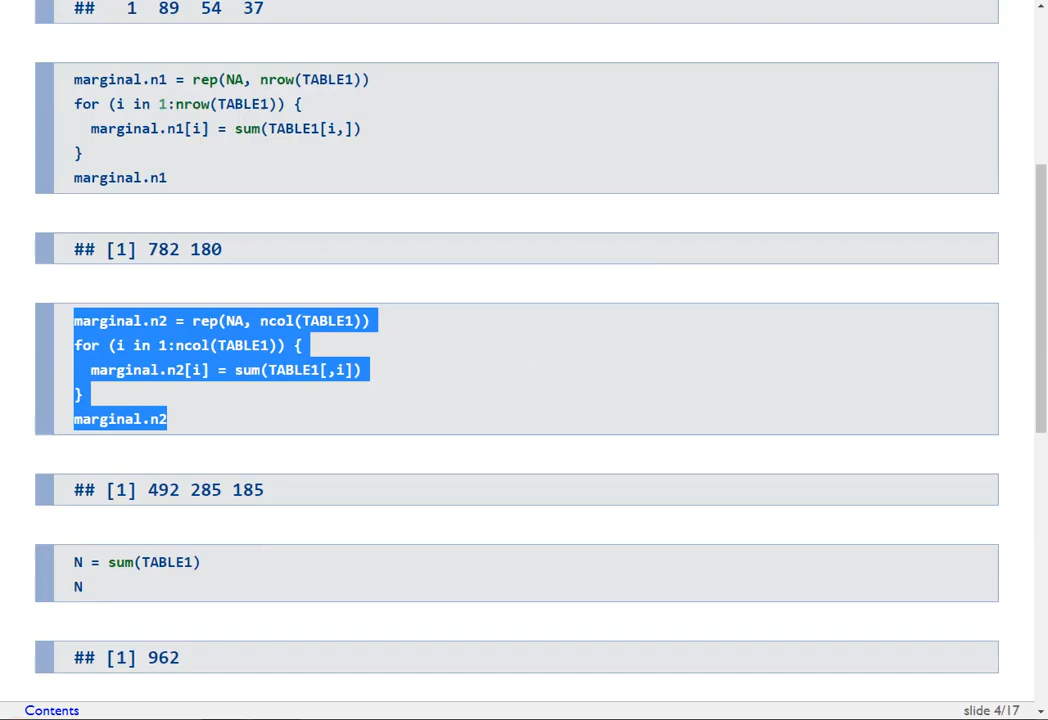 ##   1  89  54  37
marginal.n1 = rep(NA, nrow(TABLE1))
for (i in 1:nrow(TABLE1)) {
  marginal.n1[i] = sum(TABLE1[i,])
}
marginal.n1
## [1] 782 180
marginal.n2 = rep(NA, ncol(TABLE1))
for (i in 1:ncol(TABLE1)) {
  marginal.n2[i] = sum(TABLE1[,i])
}
marginal.n2
## [1] 492 285 185
N = sum(TABLE1)
N
## [1] 962
Contents
slide 4/17